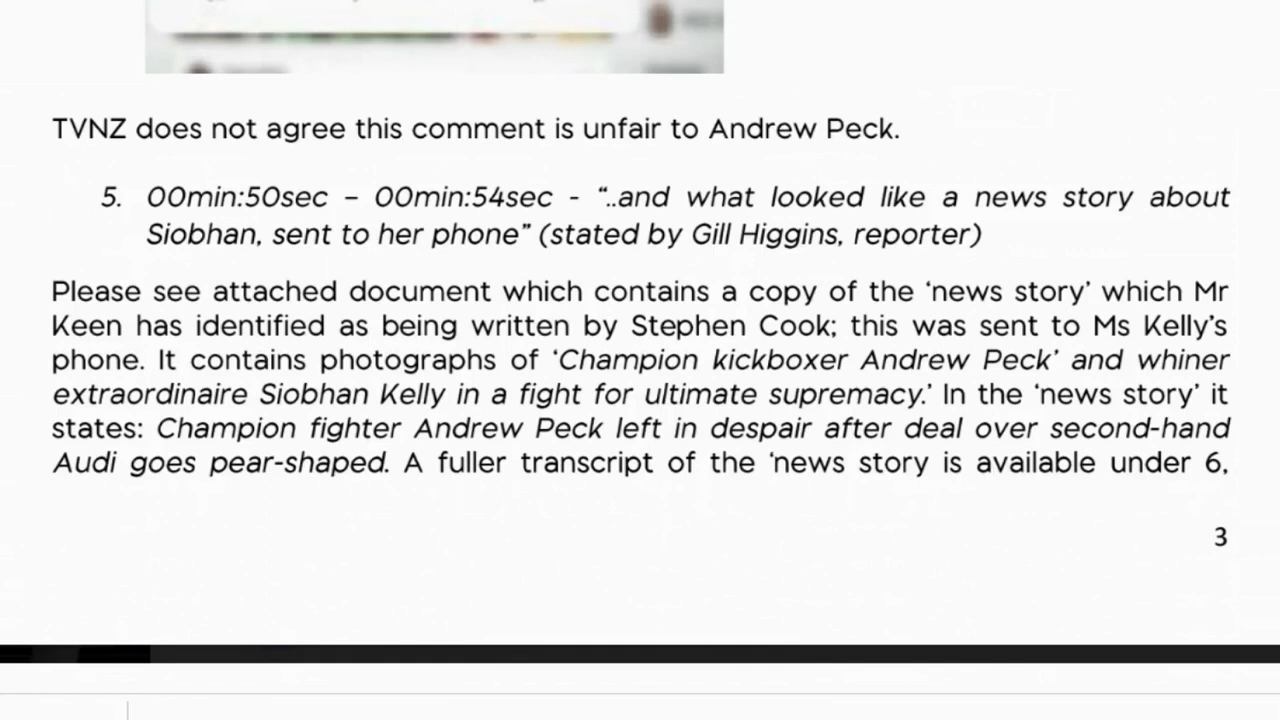 TVNZ does not agree this comment is unfair to Andrew Peck.
5. 00min:50sec – 00min:54sec - “..and what looked like a news story about
Siobhan, sent to her phone” (stated by Gill Higgins, reporter)
Please see attached document which contains a copy of the ‘news story’ which Mr
Keen has identified as being written by Stephen Cook; this was sent to Ms Kelly’s
phone. It contains photographs of ‘Champion kickboxer Andrew Peck’ and whiner
extraordinaire Siobhan Kelly in a fight for ultimate supremacy.’ In the ‘news story’ it
states: Champion fighter Andrew Peck left in despair after deal over second-hand
Audi goes pear-shaped. A fuller transcript of the ‘news story is available under 6,
3